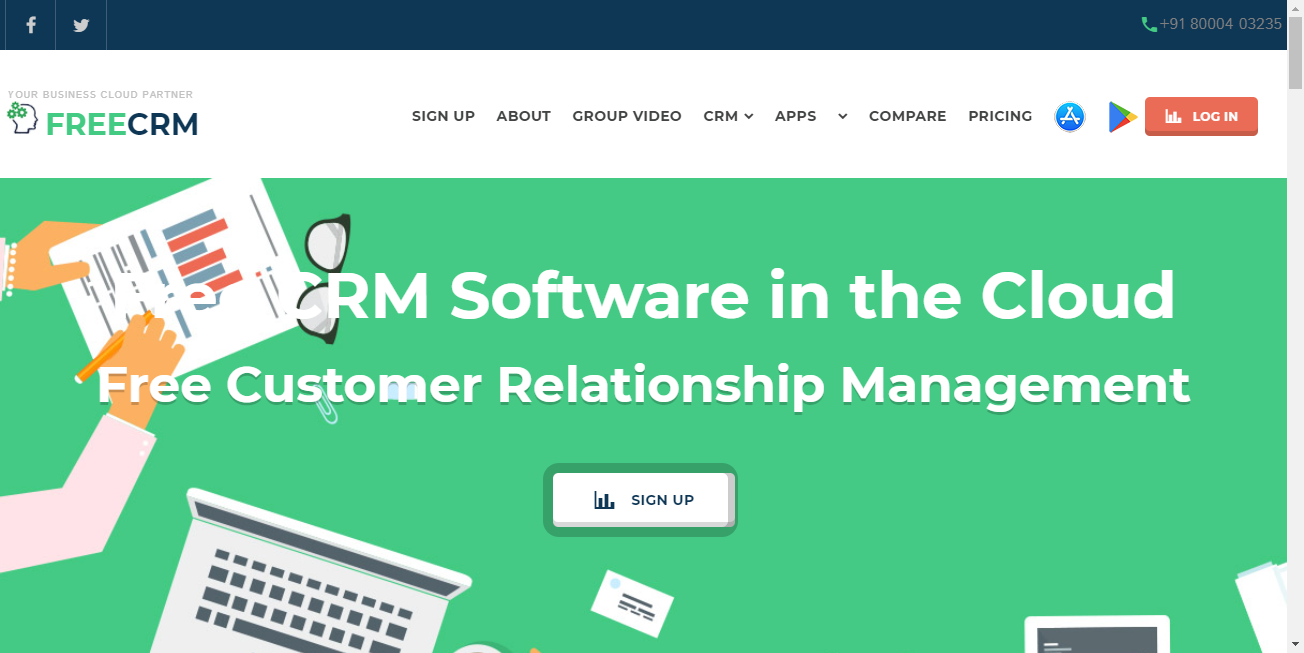 +91 80004 03235
YOUR BUSINESS CLOUD PARTNER
FREECRM
SIGN UP ABOUT GROUP VIDEO CRM APPS COMPARE PRICING LOG IN
Free CRM Software in the Cloud
Free Customer Relationship Management
SIGN UP